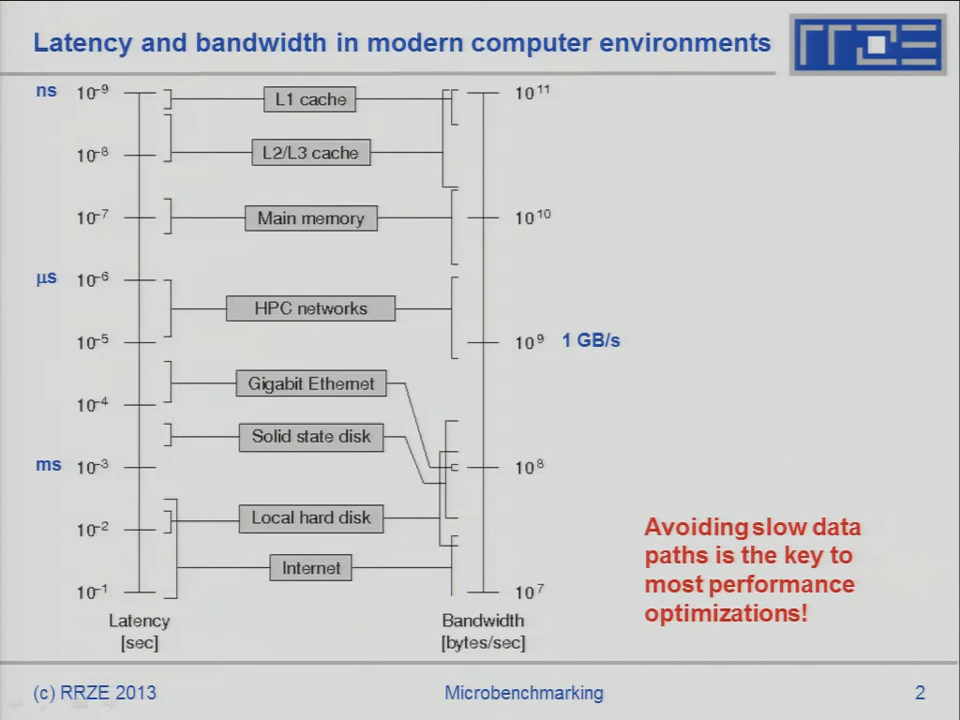 Latency and bandwidth in modern computer environments
RRZE
ns 10⁻⁹ L1 cache 10¹¹
10⁻⁸ L2/L3 cache
10⁻⁷ Main memory 10¹⁰
μs 10⁻⁶
HPC networks
10⁻⁵ 10⁹ 1 GB/s
Gigabit Ethernet
10⁻⁴
Solid state disk
ms 10⁻³ 10⁸
Local hard disk
10⁻²
Internet
10⁻¹ 10⁷
Latency
[sec]
Bandwidth
[bytes/sec]
Avoiding slow data
paths is the key to
most performance
optimizations!
(c) RRZE 2013 Microbenchmarking 2